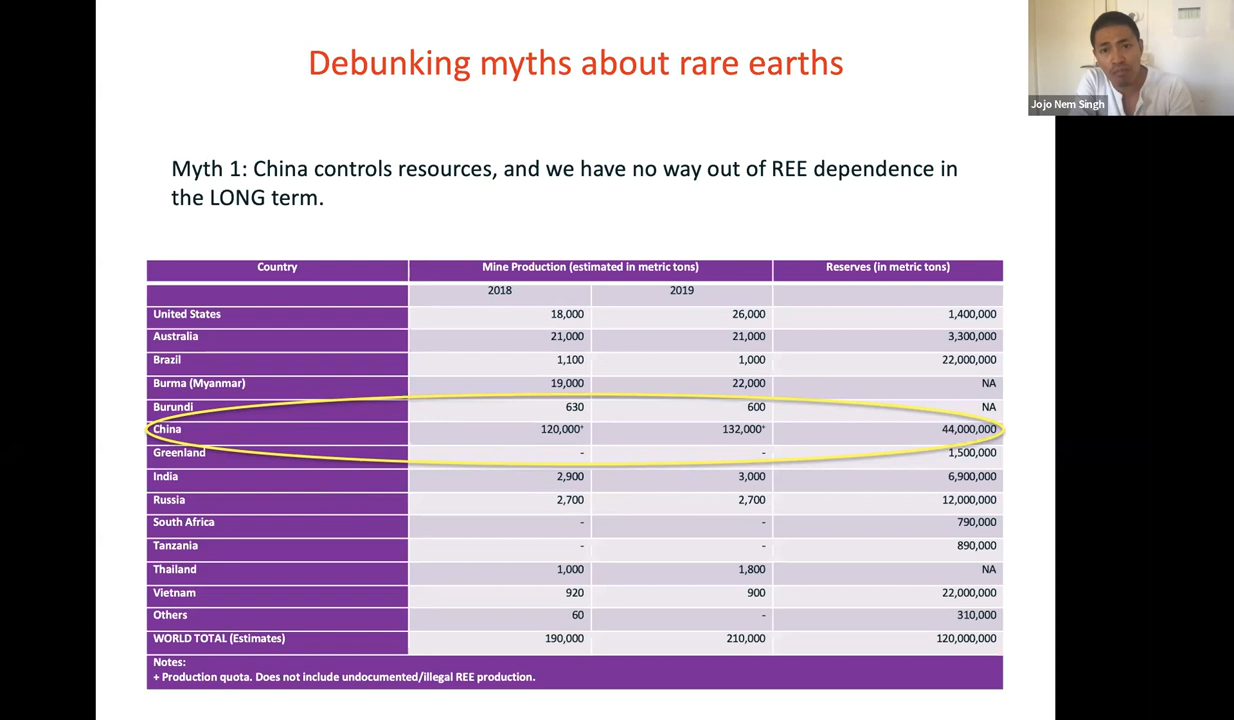 Debunking myths about rare earths
Jojo Nem Singh
Myth 1: China controls resources, and we have no way out of REE dependence in
the LONG term.
Country Mine Production (estimated in metric tons) Reserves (in metric tons)
2018 2019
United States 18,000 26,000 1,400,000
Australia 21,000 21,000 3,300,000
Brazil 1,100 1,000 22,000,000
Burma (Myanmar) 19,000 22,000 NA
Burundi 630 600 NA
China 120,000+ 132,000+ 44,000,000
Greenland - - 1,500,000
India 2,900 3,000 6,900,000
Russia 2,700 2,700 12,000,000
South Africa - - 790,000
Tanzania - - 890,000
Thailand 1,000 1,800 NA
Vietnam 920 900 22,000,000
Others 60 - 310,000
WORLD TOTAL (Estimates) 190,000 210,000 120,000,000
Notes:
+ Production quota. Does not include undocumented/illegal REE production.